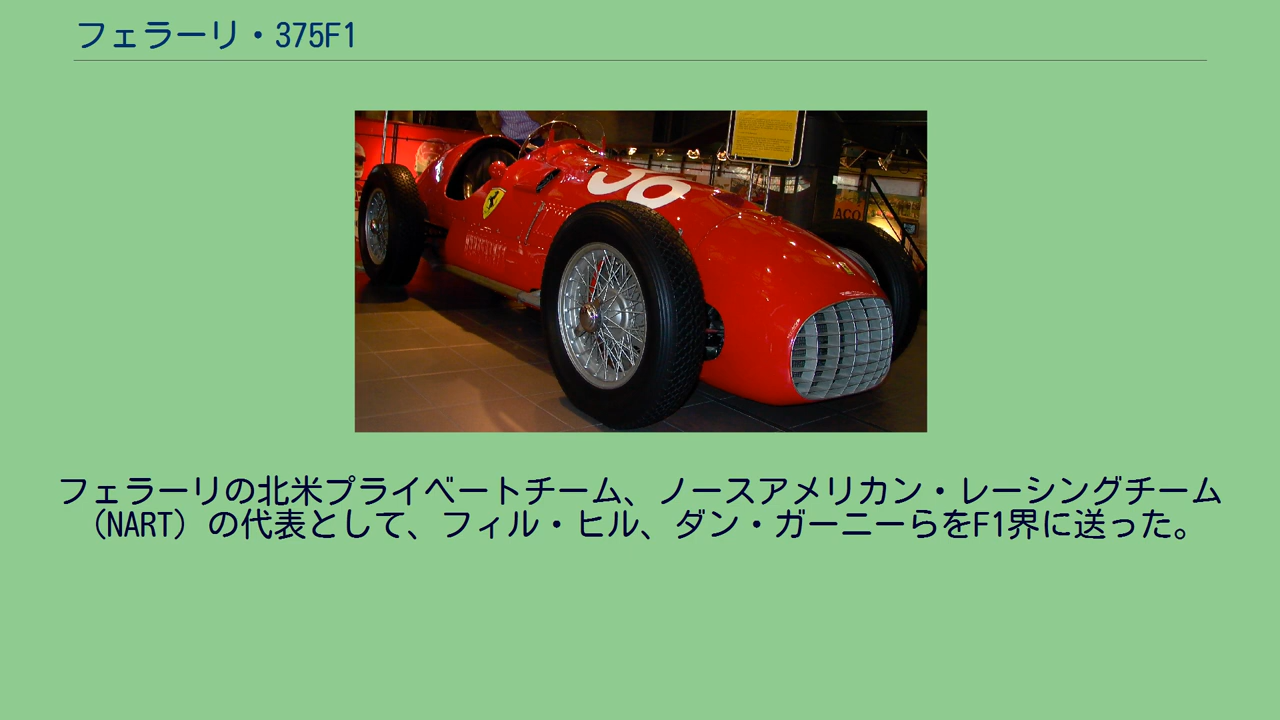 フェラーリ・375F1
36
ACO
フェラーリの北米プライベートチーム、ノースアメリカン・レーシングチーム
（NART）の代表として、フィル・ヒル、ダン・ガーニーらをF1界に送った。